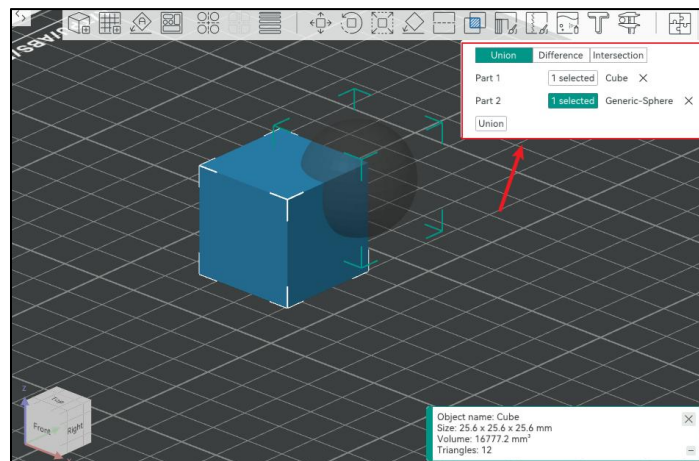 Union Difference Intersection
Part 1 1 selected Cube ×
Part 2 1 selected Generic-Sphere ×
Union
z
Top
Front Right
Object name: Cube
Size: 25.6 x 25.6 x 25.6 mm
Volume: 16777.2 mm³
Triangles: 12